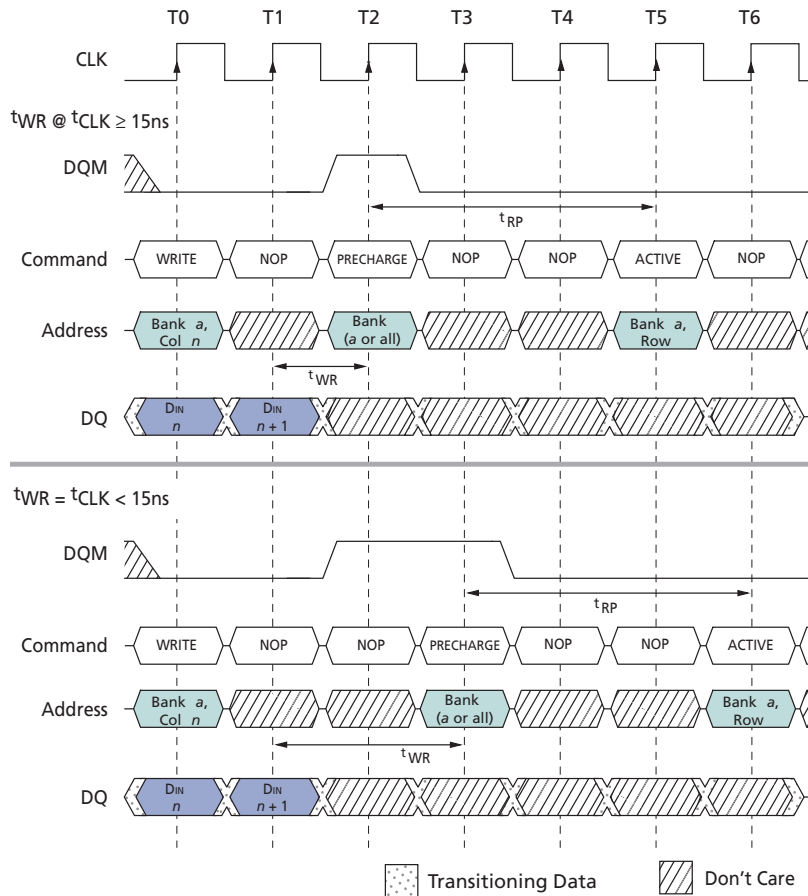 T0 T1 T2 T3 T4 T5 T6
CLK
tWR @ tCLK ≥ 15ns
DQM
tRP
Command WRITE NOP PRECHARGE NOP NOP ACTIVE NOP
Address Bank a, Col n Bank (a or all) Bank a, Row
tWR
DQ DIN n DIN n + 1
tWR = tCLK < 15ns
DQM
tRP
Command WRITE NOP NOP PRECHARGE NOP NOP ACTIVE
Address Bank a, Col n Bank (a or all) Bank a, Row
tWR
DQ DIN n DIN n + 1
Transitioning Data Don't Care